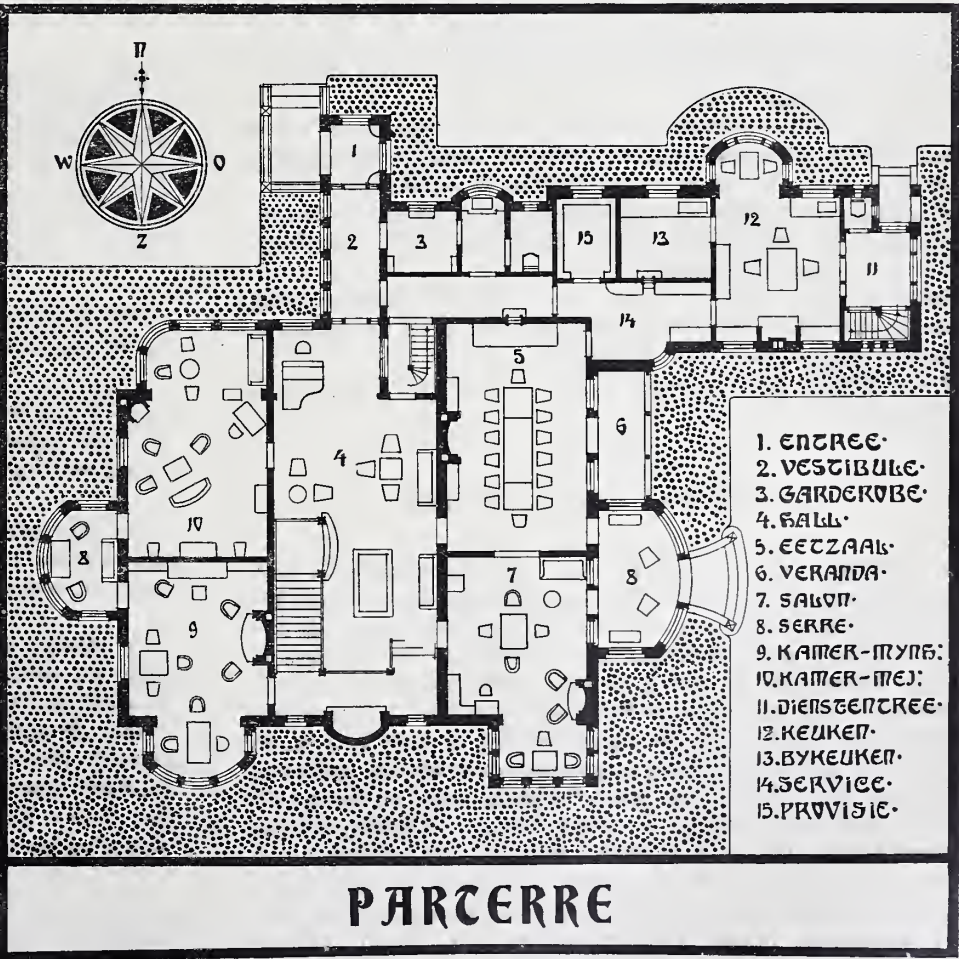 N
W O
Z
1
2
3
15
13
12
11
14
5
6
4
10
8
7
8
9
1. ENTREE·
2. VESTIBULE·
3. GARDEROBE·
4. HALL·
5. EETZAAL·
6. VERANDA·
7. SALON·
8. SERRE·
9. KAMER-MYNH:
10. KAMER-MEJ:
11. DIENSTENTREE·
12. KEUKEN·
13. BYKEUKEN·
14. SERVICE·
15. PROVISIE·
PARTERRE